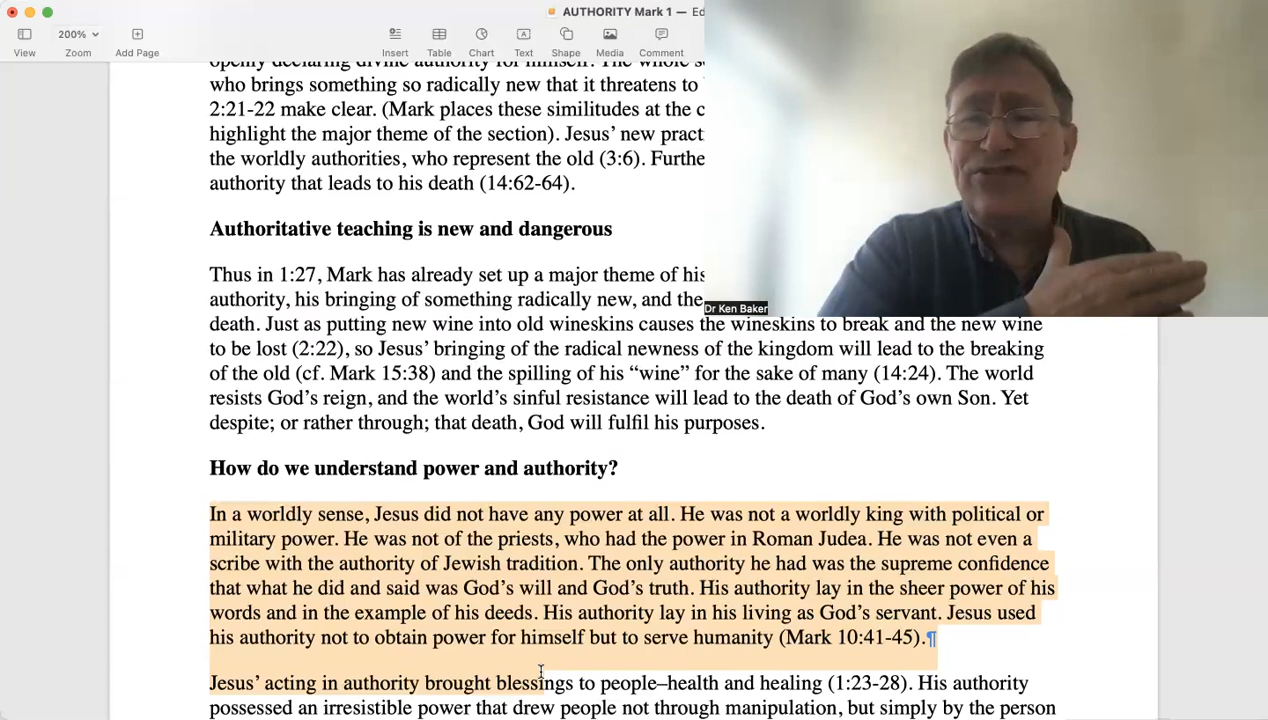 AUTHORITY Mark 1 —
200%
View
Zoom
Add Page
Insert
Table
Chart
Text
Shape
Media
Comment
openly declaring divine authority for himself. The whole
who brings something so radically new that it threatens to
2:21-22 make clear. (Mark places these similitudes at the
highlight the major theme of the section). Jesus’ new
the worldly authorities, who represent the old (3:6).
authority that leads to his death (14:62-64).
Authoritative teaching is new and dangerous
Thus in 1:27, Mark has already set up a major theme of his
authority, his bringing of something radically new, and the
Dr Ken Baker
death. Just as putting new wine into old wineskins causes the wineskins to break and the new wine
to be lost (2:22), so Jesus’ bringing of the radical newness of the kingdom will lead to the breaking
of the old (cf. Mark 15:38) and the spilling of his “wine” for the sake of many (14:24). The world
resists God’s reign, and the world’s sinful resistance will lead to the death of God’s own Son. Yet
despite; or rather through; that death, God will fulfil his purposes.
How do we understand power and authority?
In a worldly sense, Jesus did not have any power at all. He was not a worldly king with political or
military power. He was not of the priests, who had the power in Roman Judea. He was not even a
scribe with the authority of Jewish tradition. The only authority he had was the supreme confidence
that what he did and said was God’s will and God’s truth. His authority lay in the sheer power of his
words and in the example of his deeds. His authority lay in his living as God’s servant. Jesus used
his authority not to obtain power for himself but to serve humanity (Mark 10:41-45).¶
Jesus’ acting in authority brought blessings to people–health and healing (1:23-28). His authority
possessed an irresistible power that drew people not through manipulation, but simply by the person